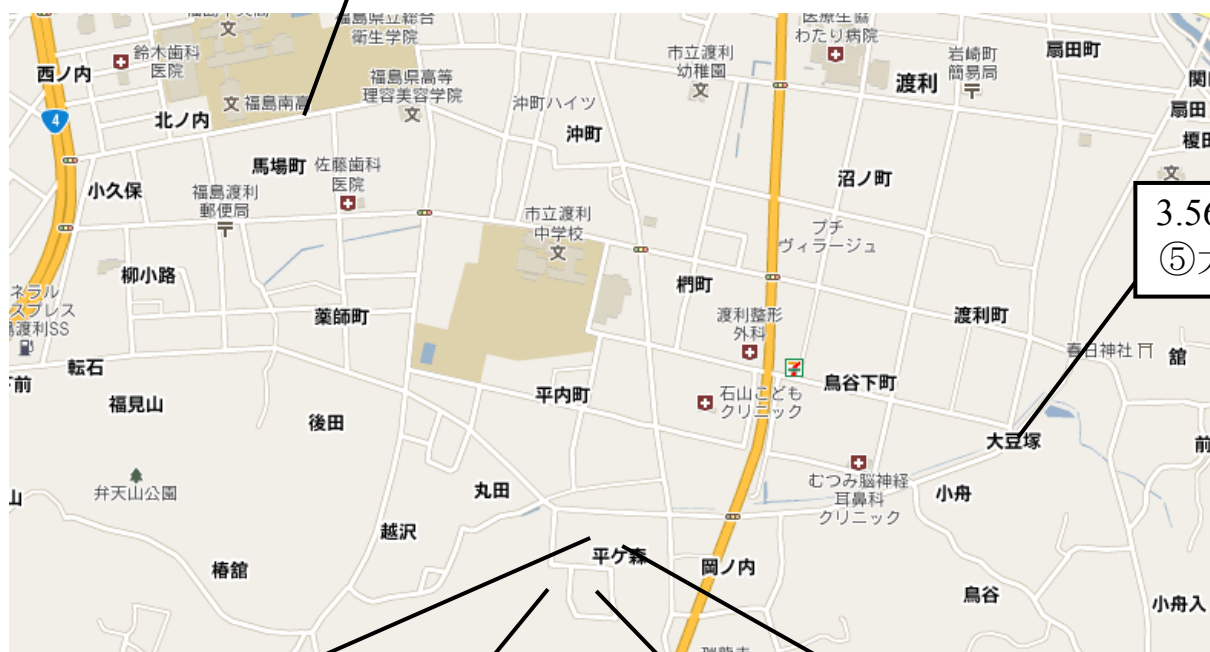 福島県立総合
衛生学院
医療生協
わたり病院
鈴木歯科
医院
市立渡利
幼稚園
岩崎町
簡易局
扇田町
西ノ内
福島県高等
理容美容学院
渡利
文 福島南高
沖町ハイツ
4
北ノ内
沖町
扇田
馬場町
佐藤歯科
医院
沼ノ町
小久保
福島渡利
郵便局
市立渡利
中学校
プチ
ヴィラージュ
3.56
⑤
柳小路
椚町
薬師町
渡利整形
外科
渡利町
渡利SS
春日神社
舘
転石
鳥谷下町
福見山
平内町
石山こども
クリニック
後田
大豆塚
弁天山公園
丸田
むつみ脳神経
耳鼻科
クリニック
小舟
越沢
平ケ森
岡ノ内
椿舘
鳥谷
小舟入